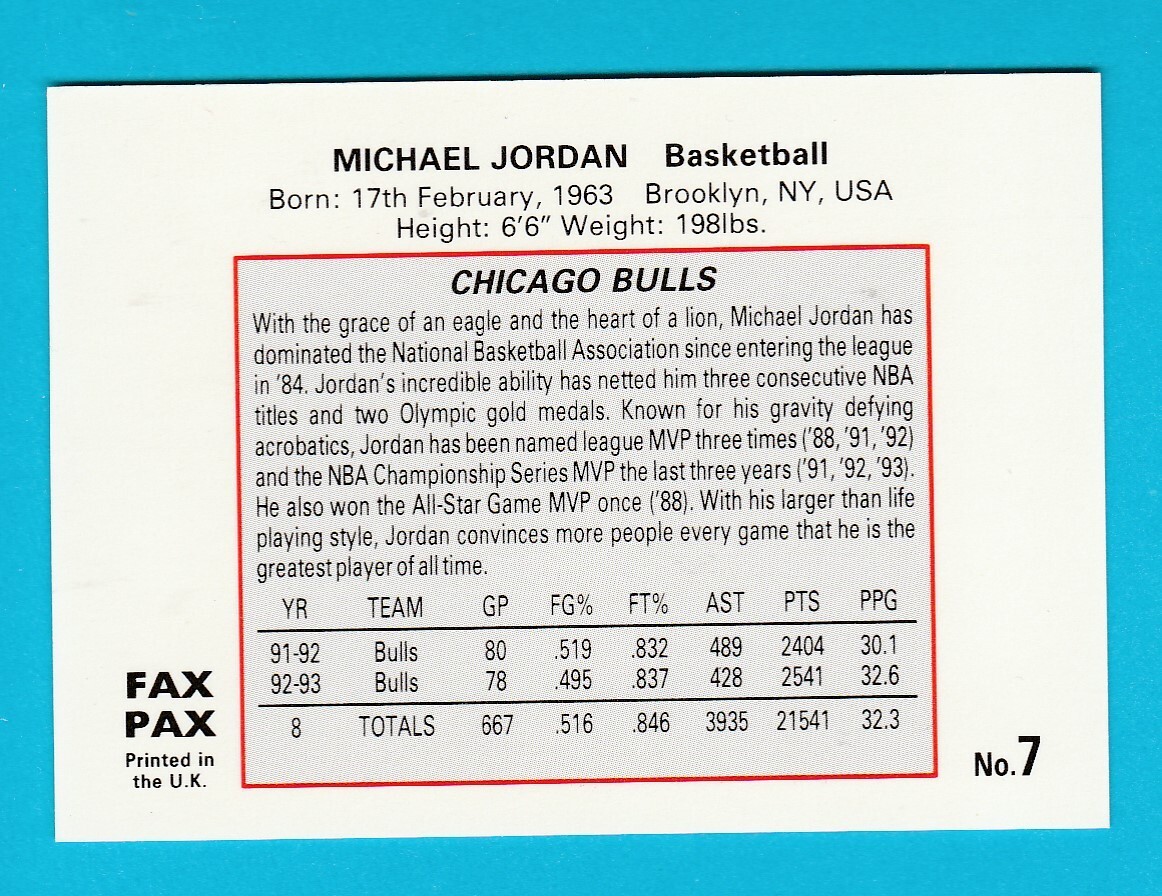 MICHAEL JORDAN Basketball
Born: 17th February, 1963 Brooklyn, NY, USA
Height: 6'6" Weight: 198lbs.
CHICAGO BULLS
With the grace of an eagle and the heart of a lion, Michael Jordan has
dominated the National Basketball Association since entering the league
in '84. Jordan's incredible ability has netted him three consecutive NBA
titles and two Olympic gold medals. Known for his gravity defying
acrobatics, Jordan has been named league MVP three times ('88, '91, '92)
and the NBA Championship Series MVP the last three years ('91, '92, '93).
He also won the All-Star Game MVP once ('88). With his larger than life
playing style, Jordan convinces more people every game that he is the
greatest player of all time.
YR TEAM GP FG% FT% AST PTS PPG
91-92 Bulls 80 .519 .832 489 2404 30.1
92-93 Bulls 78 .495 .837 428 2541 32.6
8 TOTALS 667 .516 .846 3935 21541 32.3
FAX
PAX
Printed in
the U.K.
No.7